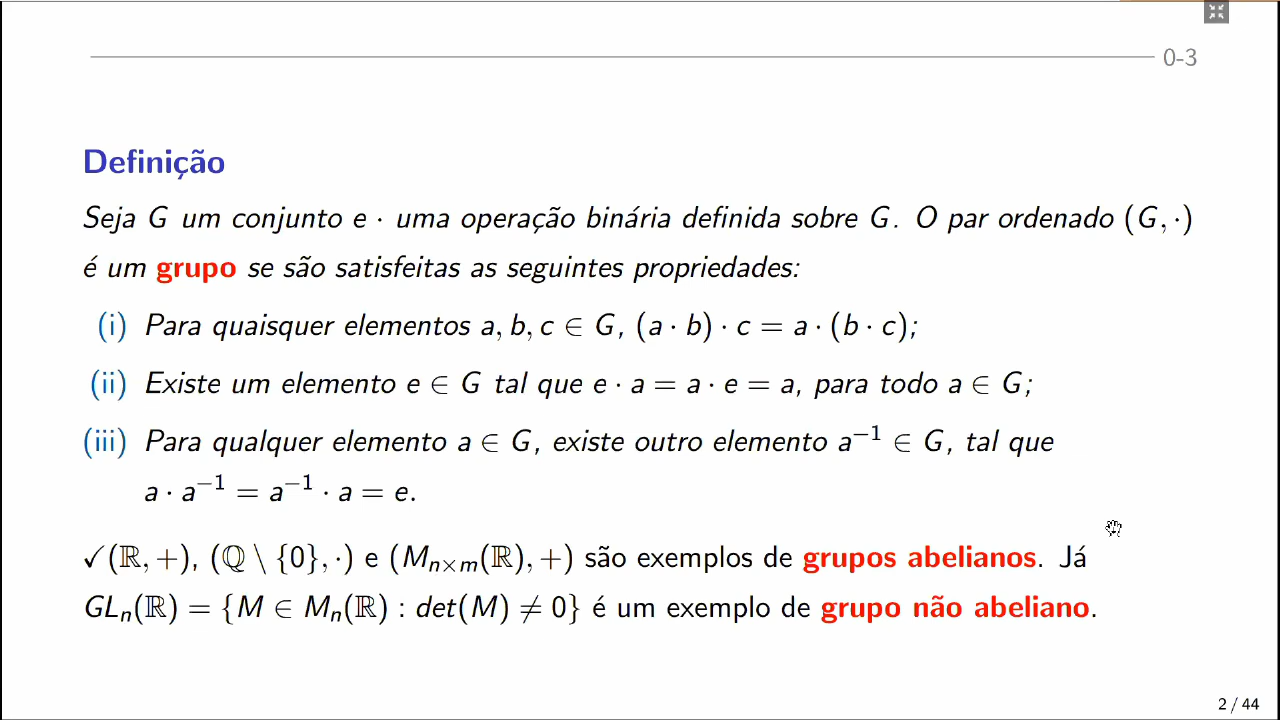 0-3
Definição
Seja G um conjunto e · uma operação binária definida sobre G. O par ordenado (G, ·)
é um grupo se são satisfeitas as seguintes propriedades:
(i) Para quaisquer elementos a, b, c ∈ G, (a · b) · c = a · (b · c);
(ii) Existe um elemento e ∈ G tal que e · a = a · e = a, para todo a ∈ G;
(iii) Para qualquer elemento a ∈ G, existe outro elemento a⁻¹ ∈ G, tal que
a · a⁻¹ = a⁻¹ · a = e.
✓(ℝ, +), (ℚ \ {0}, ·) e (Mₙ×ₘ(ℝ), +) são exemplos de grupos abelianos. Já
GLₙ(ℝ) = {M ∈ Mₙ(ℝ) : det(M) ≠ 0} é um exemplo de grupo não abeliano.
2 / 44